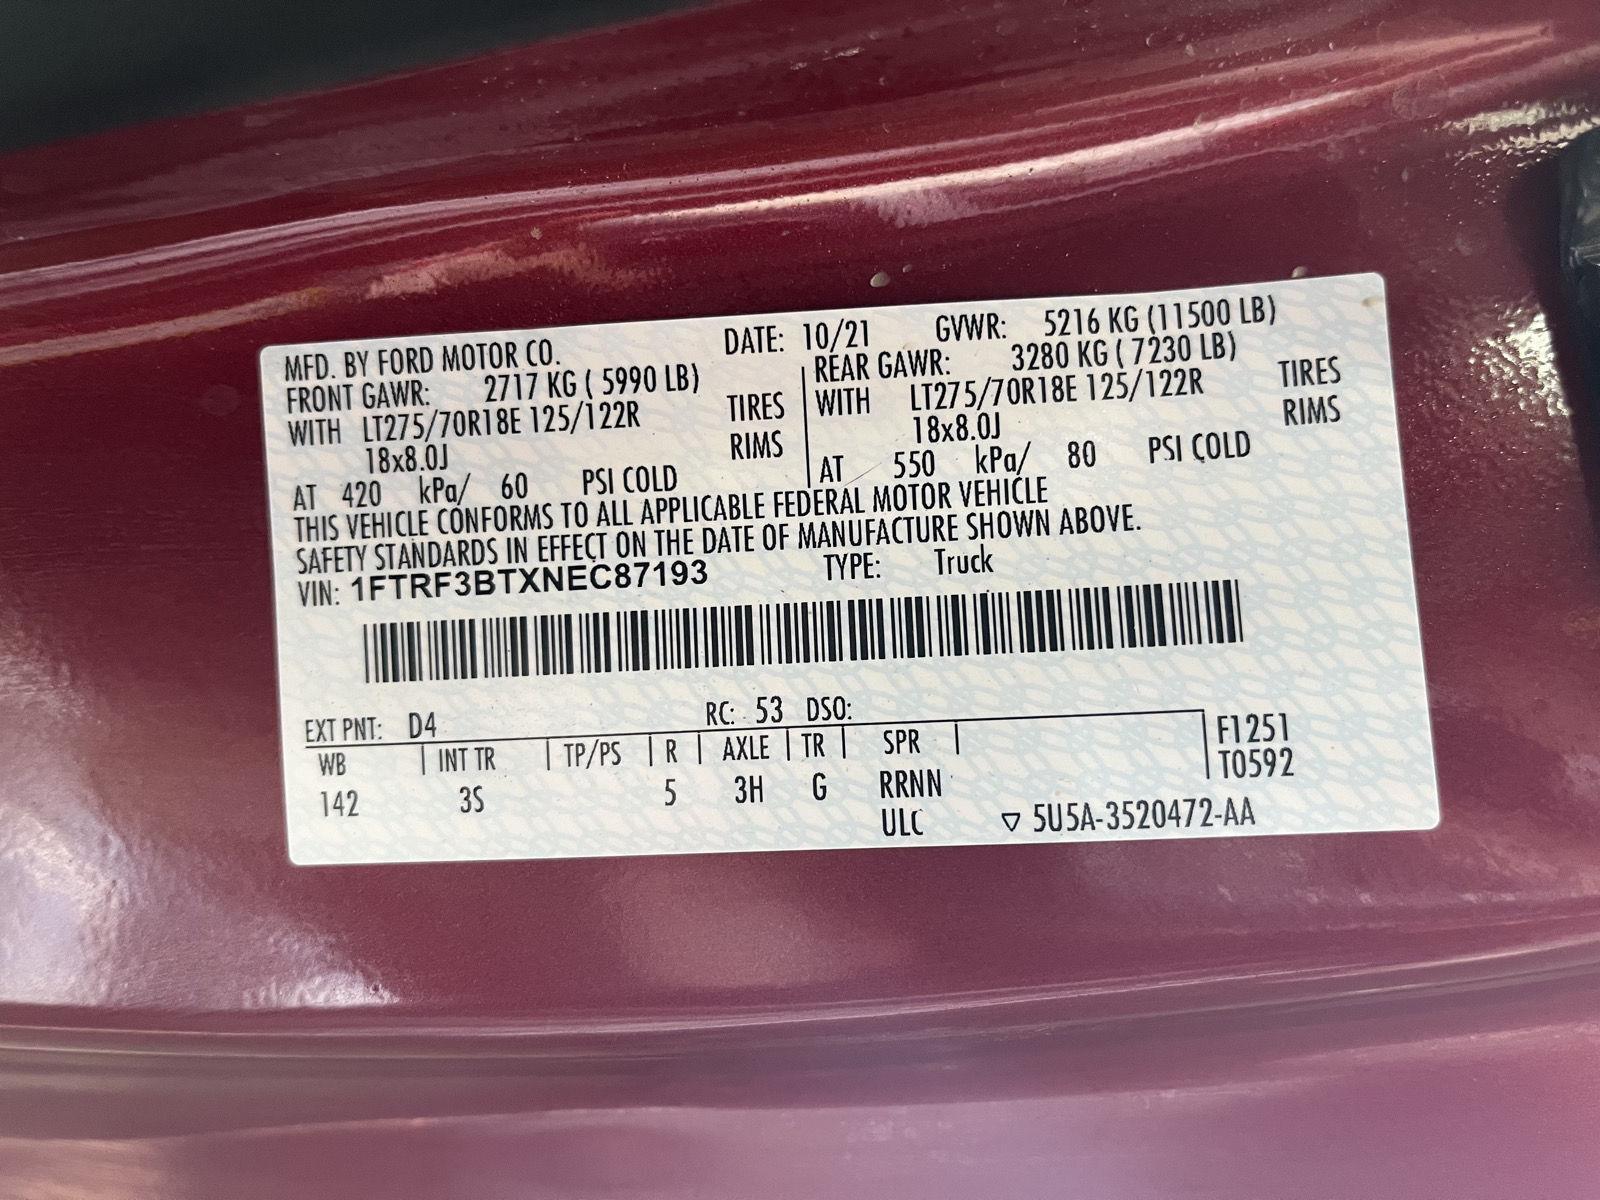 MFD. BY FORD MOTOR CO. DATE: 10/21 GVWR: 5216 KG (11500 LB)
FRONT GAWR: 2717 KG ( 5990 LB)
WITH LT275/70R18E 125/122R TIRES
18x8.0J RIMS
AT 420 kPa/ 60 PSI COLD
REAR GAWR: 3280 KG ( 7230 LB)
WITH LT275/70R18E 125/122R TIRES
18x8.0J RIMS
AT 550 kPa/ 80 PSI COLD
THIS VEHICLE CONFORMS TO ALL APPLICABLE FEDERAL MOTOR VEHICLE
SAFETY STANDARDS IN EFFECT ON THE DATE OF MANUFACTURE SHOWN ABOVE.
VIN: 1FTRF3BTXNEC87193 TYPE: Truck
EXT PNT: D4 RC: 53 DSO:
WB | INT TR | TP/PS | R | AXLE | TR | SPR | F1251
142 3S 5 3H G RRNN T0592
ULC ▽ 5U5A-3520472-AA